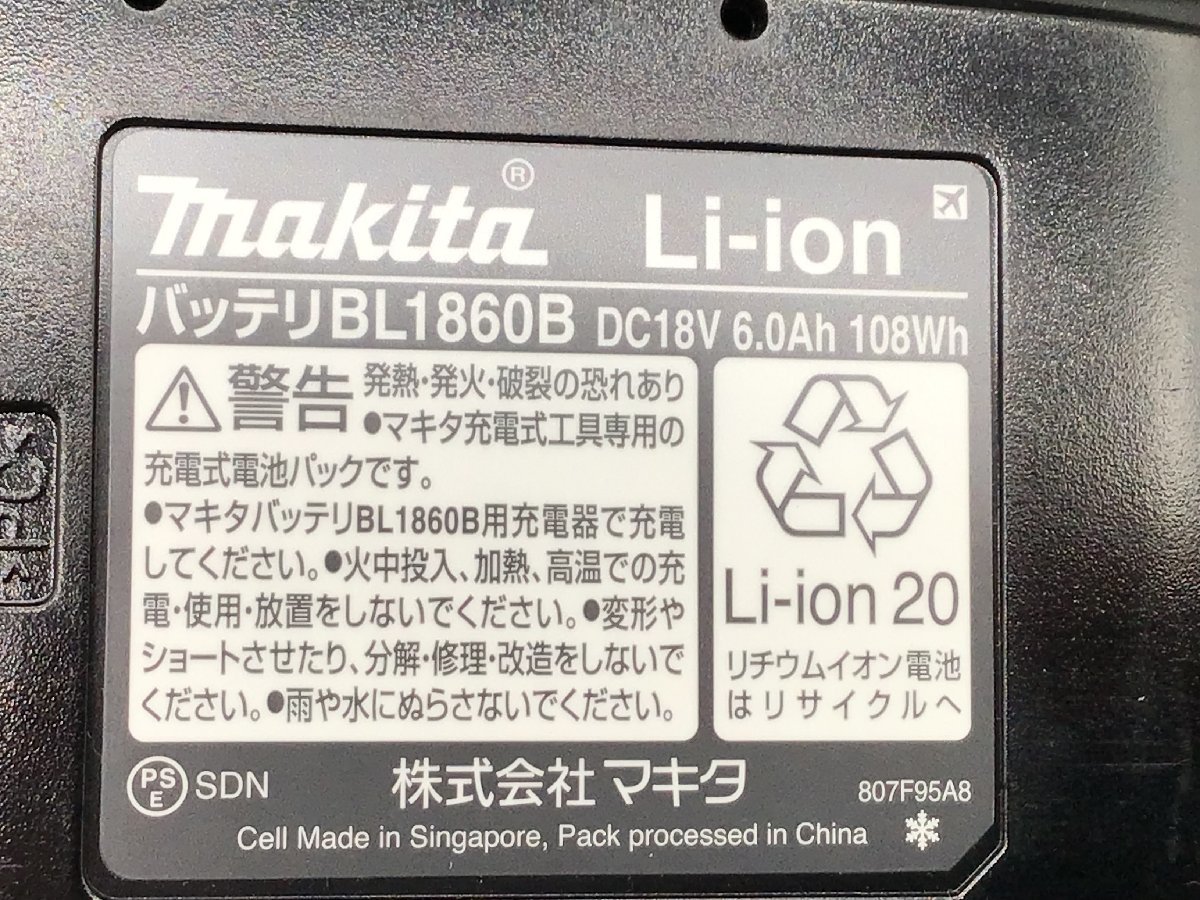 makita®
Li-ion
バッテリBL1860B DC18V 6.0Ah 108Wh
警告 発熱・発火・破裂の恐れあり
●マキタ充電式工具専用の
充電式電池パックです。
●マキタバッテリBL1860B用充電器で充電
してください。●火中投入、加熱、高温での充
電・使用・放置をしないでください。●変形や
ショートさせたり、分解・修理・改造をしないで
ください。●雨や水にぬらさないでください。
Li-ion 20
リチウムイオン電池
はリサイクルへ
PS
E
SDN
株式会社マキタ
807F95A8
Cell Made in Singapore, Pack processed in China